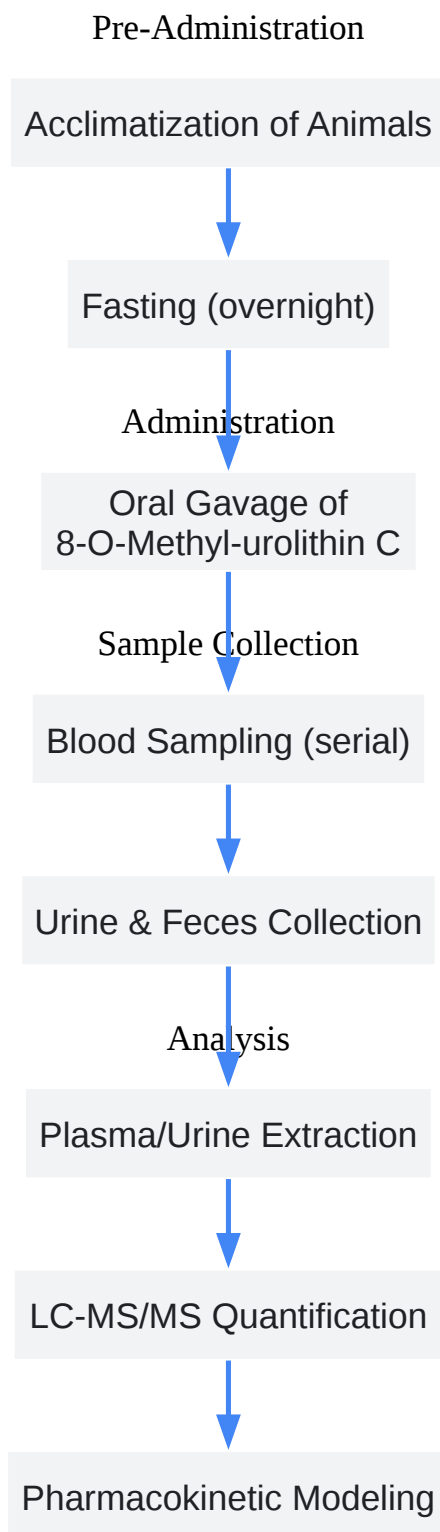 Pre-Administration
Acclimatization of Animals
Fasting (overnight)
Administration
Oral Gavage of
8-O-Methyl-urolithin C
Sample Collection
Blood Sampling (serial)
Urine & Feces Collection
Analysis
Plasma/Urine Extraction
LC-MS/MS Quantification
Pharmacokinetic Modeling